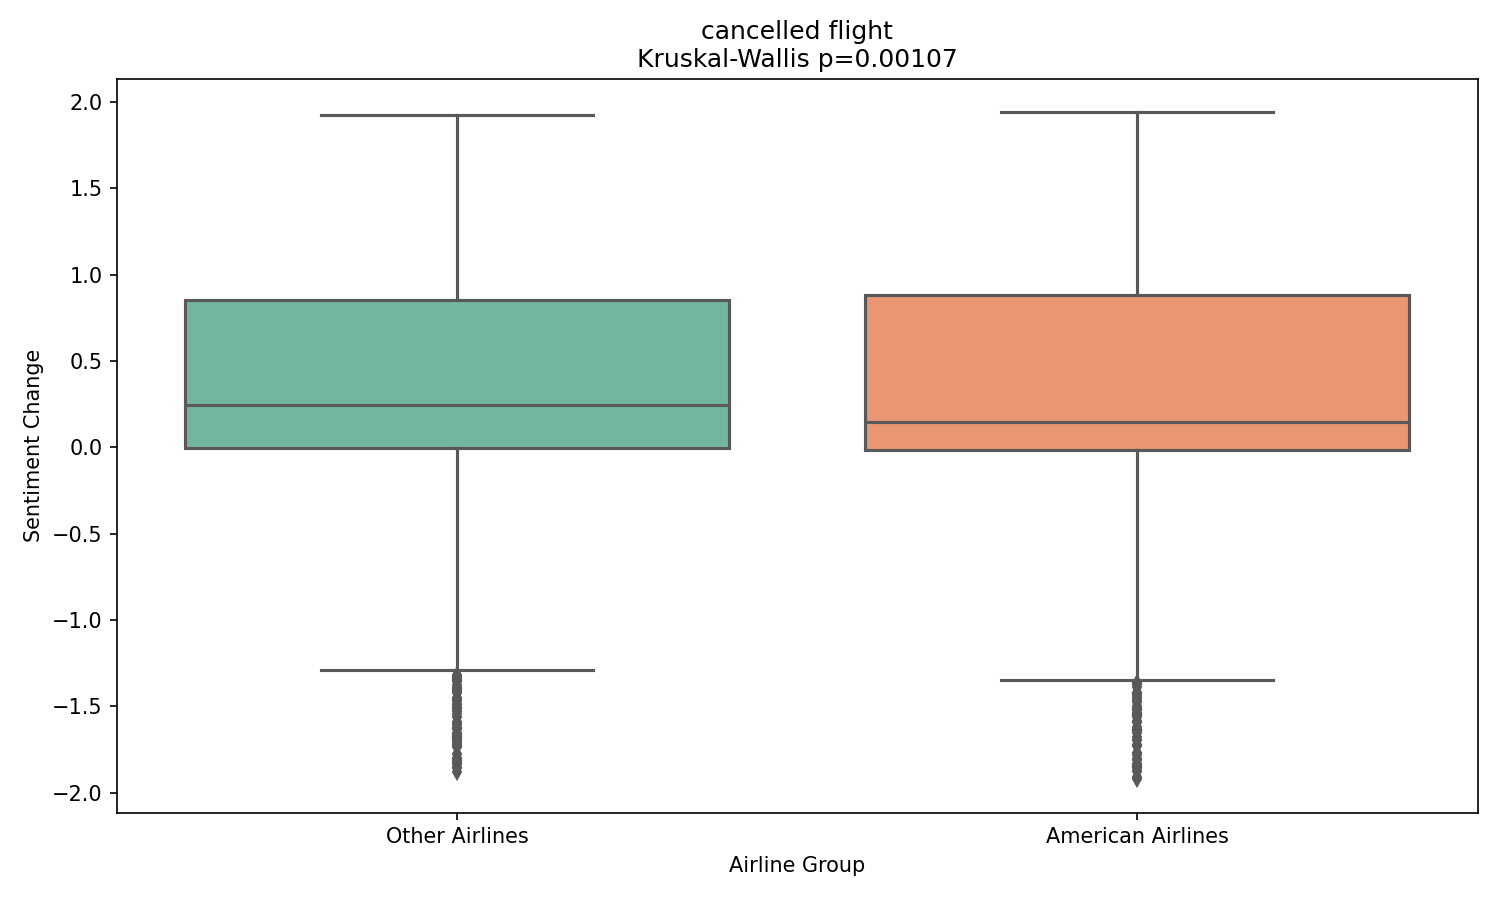 cancelled flight
Kruskal-Wallis p=0.00107
2.0
1.5
1.0
0.5
0.0
−0.5
−1.0
−1.5
−2.0
Sentiment Change
Other Airlines
American Airlines
Airline Group